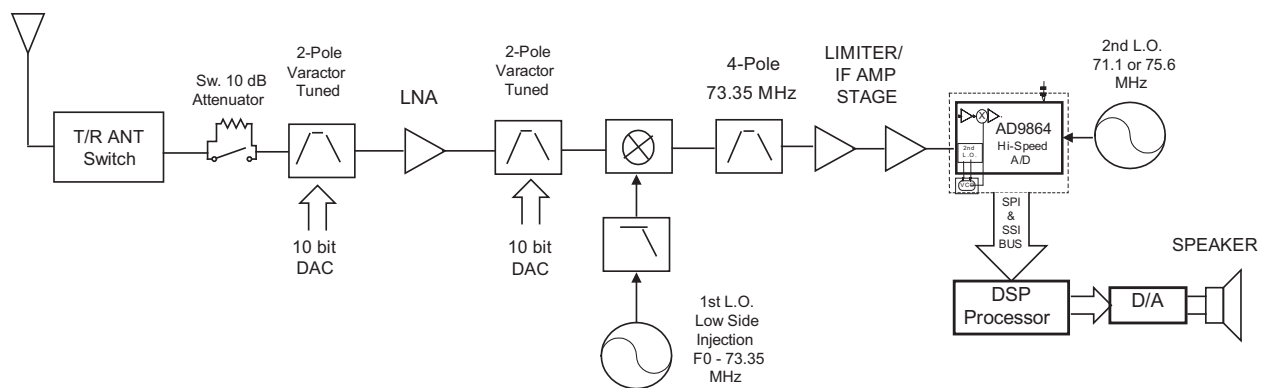 T/R ANT
Switch
Sw. 10 dB
Attenuator
2-Pole
Varactor
Tuned
10 bit
DAC
LNA
2-Pole
Varactor
Tuned
10 bit
DAC
1st L.O.
Low Side
Injection
F0 - 73.35
MHz
4-Pole
73.35 MHz
LIMITER/
IF AMP
STAGE
AD9864
Hi-Speed
A/D
2nd
L.O.
VCO
2nd L.O.
71.1 or 75.6
MHz
SPI
&
SSI
BUS
DSP
Processor
D/A
SPEAKER